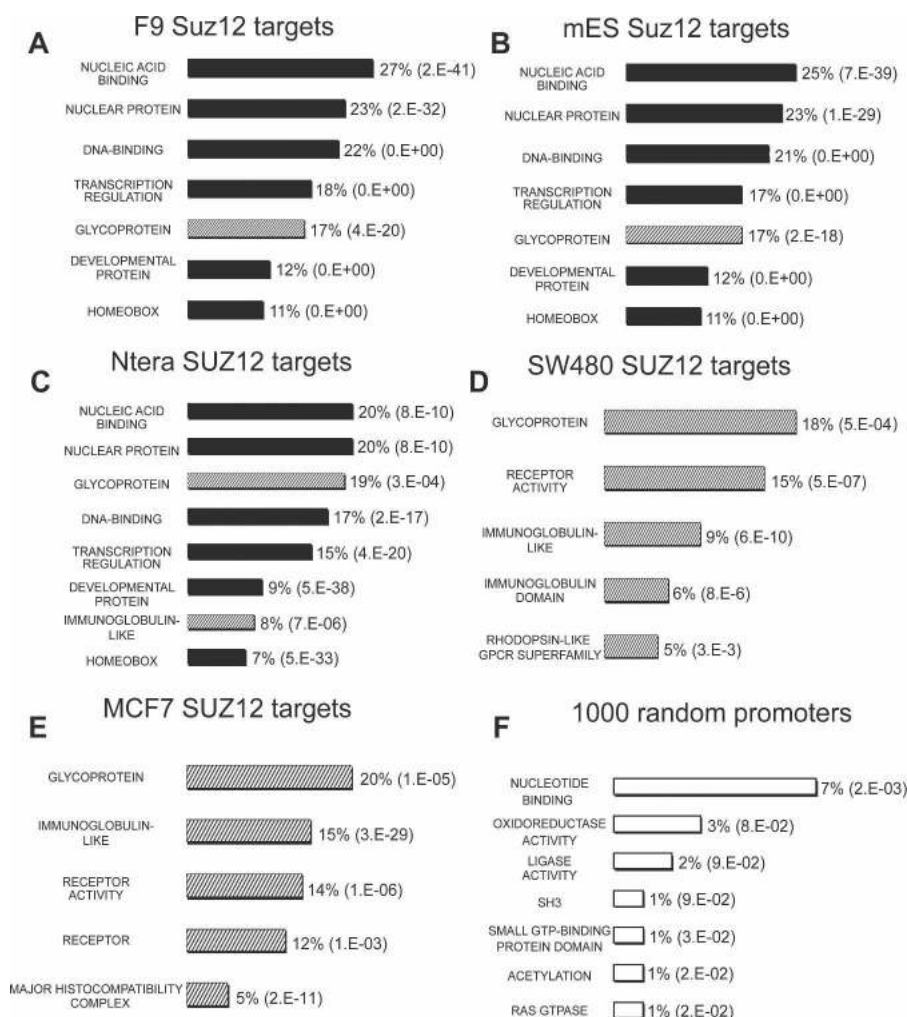 A
F9 Suz12 targets
NUCLEIC ACID
BINDING
27% (2.E-41)
NUCLEAR PROTEIN
23% (2.E-32)
DNA-BINDING
22% (0.E+00)
TRANSCRIPTION
REGULATION
18% (0.E+00)
GLYCOPROTEIN
17% (4.E-20)
DEVELOPMENTAL
PROTEIN
12% (0.E+00)
HOMEOBOX
11% (0.E+00)
B
mES Suz12 targets
NUCLEIC ACID
BINDING
25% (7.E-39)
NUCLEAR PROTEIN
23% (1.E-29)
DNA-BINDING
21% (0.E+00)
TRANSCRIPTION
REGULATION
17% (0.E+00)
GLYCOPROTEIN
17% (2.E-18)
DEVELOPMENTAL
PROTEIN
12% (0.E+00)
HOMEOBOX
11% (0.E+00)
C
Ntera SUZ12 targets
NUCLEIC ACID
BINDING
20% (8.E-10)
NUCLEAR PROTEIN
20% (8.E-10)
GLYCOPROTEIN
19% (3.E-04)
DNA-BINDING
17% (2.E-17)
TRANSCRIPTION
REGULATION
15% (4.E-20)
DEVELOPMENTAL
PROTEIN
9% (5.E-38)
IMMUNOGLOBULIN-
LIKE
8% (7.E-06)
HOMEOBOX
7% (5.E-33)
D
SW480 SUZ12 targets
GLYCOPROTEIN
18% (5.E-04)
RECEPTOR
ACTIVITY
15% (5.E-07)
IMMUNOGLOBULIN-
LIKE
9% (6.E-10)
IMMUNOGLOBULIN
DOMAIN
6% (8.E-6)
RHODOPSIN-LIKE
GPCR SUPERFAMILY
5% (3.E-3)
E
MCF7 SUZ12 targets
GLYCOPROTEIN
20% (1.E-05)
IMMUNOGLOBULIN-
LIKE
15% (3.E-29)
RECEPTOR
ACTIVITY
14% (1.E-06)
RECEPTOR
12% (1.E-03)
MAJOR HISTOCOMPATIBILITY
COMPLEX
5% (2.E-11)
F
1000 random promoters
NUCLEOTIDE
BINDING
7% (2.E-03)
OXIDOREDUCTASE
ACTIVITY
3% (8.E-02)
LIGASE
ACTIVITY
2% (9.E-02)
SH3
1% (9.E-02)
SMALL GTP-BINDING
PROTEIN DOMAIN
1% (3.E-02)
ACETYLATION
1% (2.E-02)
RAS GTPASE
1% (2.E-02)